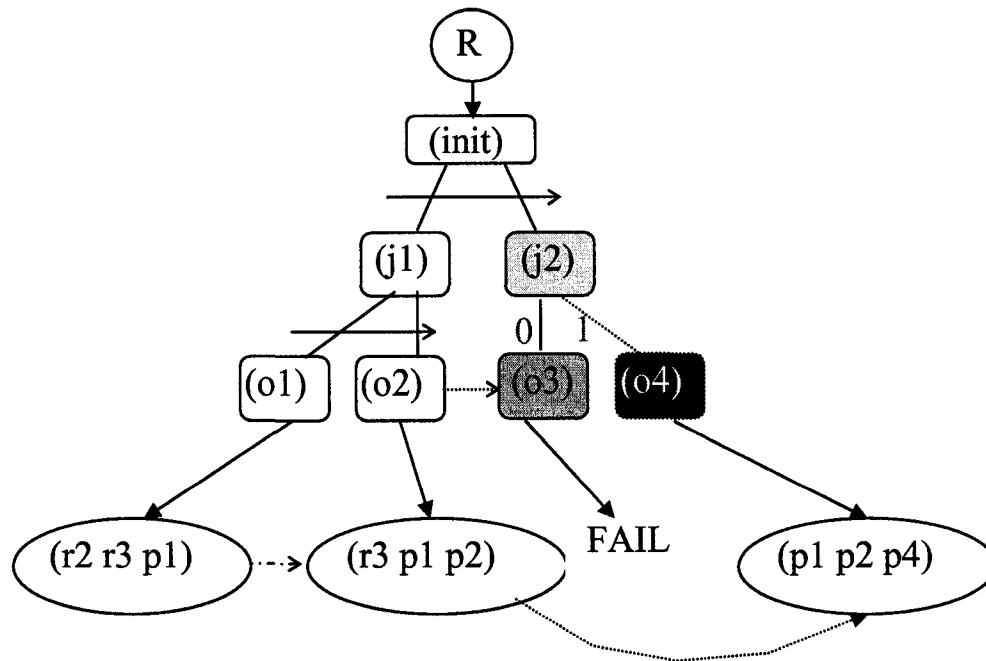 R
(init)
(j1) (j2)
0 1
(o1) (o2) (o3) (o4)
FAIL
(r2 r3 p1) (r3 p1 p2) (p1 p2 p4)